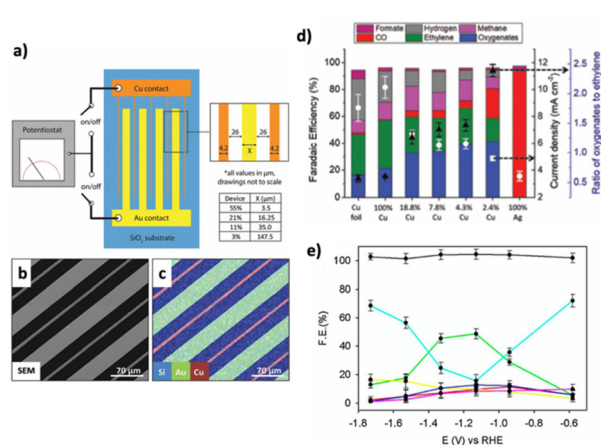 a)
Cu contact
Potentiostat
on/off
on/off
Au contact
SiO₂ substrate
26
26
4.2
X
4.2
*all values in μm,
drawings not to scale
Device X (μm)
55% 3.5
21% 16.25
11% 35.0
3% 147.5
b
SEM
70 μm
c
Si Au Cu
70 μm
d)
Formate Hydrogen Methane
CO Ethylene Oxygenates
Faradaic Efficiency (%)
100
80
60
40
20
0
Cu foil
100% Cu
18.8% Cu
7.8% Cu
4.3% Cu
2.4% Cu
100% Ag
12
10
8
6
4
2
Current density (mA cm⁻²)
2.5
2.0
1.5
1.0
0.5
0.0
Ratio of oxygenates to ethylene
e)
F.E.(%)
100
80
60
40
20
0
-1.8 -1.6 -1.4 -1.2 -1.0 -0.8 -0.6
E (V) vs RHE